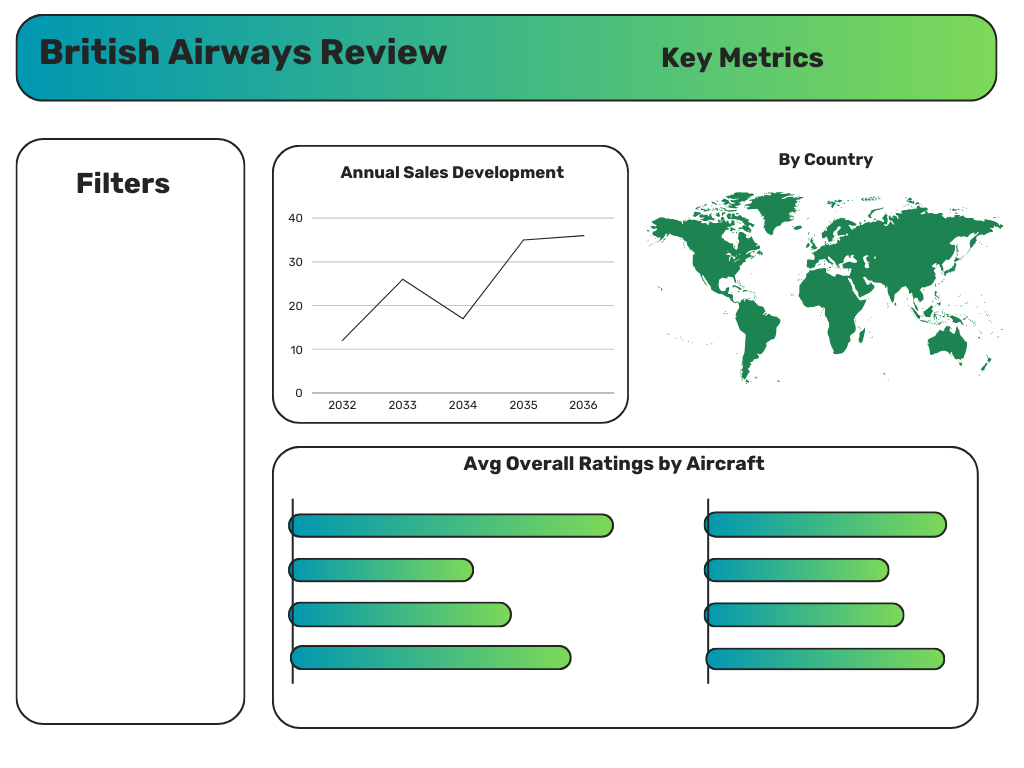 British Airways Review
Key Metrics
Filters
Annual Sales Development
40
30
20
10
0
2032 2033 2034 2035 2036
By Country
Avg Overall Ratings by Aircraft